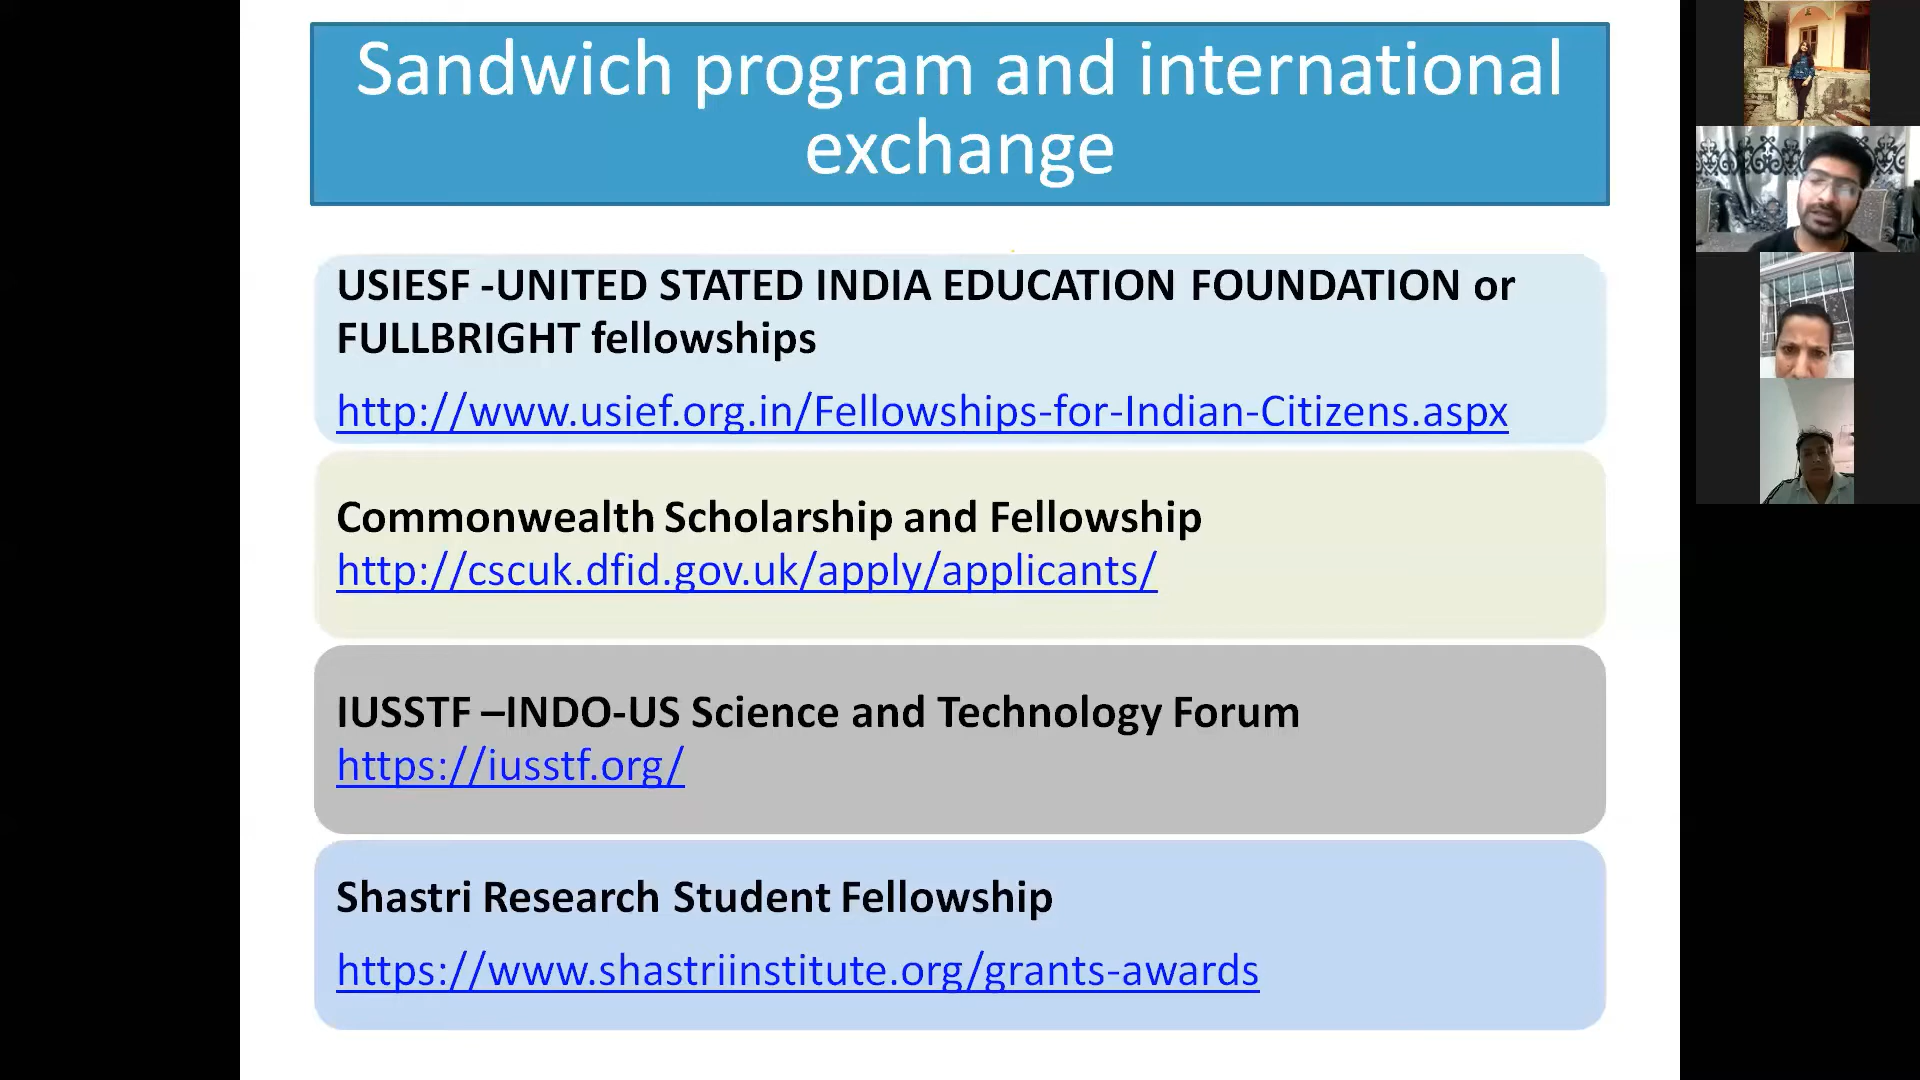 Sandwich program and international
exchange
USIESF -UNITED STATED INDIA EDUCATION FOUNDATION or
FULLBRIGHT fellowships
http://www.usief.org.in/Fellowships-for-Indian-Citizens.aspx
Commonwealth Scholarship and Fellowship
http://cscuk.dfid.gov.uk/apply/applicants/
IUSSTF –INDO-US Science and Technology Forum
https://iusstf.org/
Shastri Research Student Fellowship
https://www.shastriinstitute.org/grants-awards